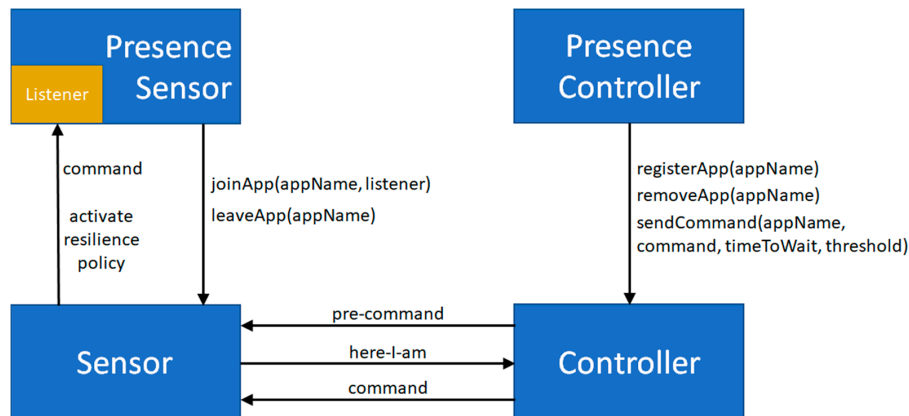 Presence
Sensor
Listener
Presence
Controller
command
activate
resilience
policy
joinApp(appName, listener)
leaveApp(appName)
registerApp(appName)
removeApp(appName)
sendCommand(appName,
command, timeToWait, threshold)
Sensor
pre-command
here-I-am
command
Controller